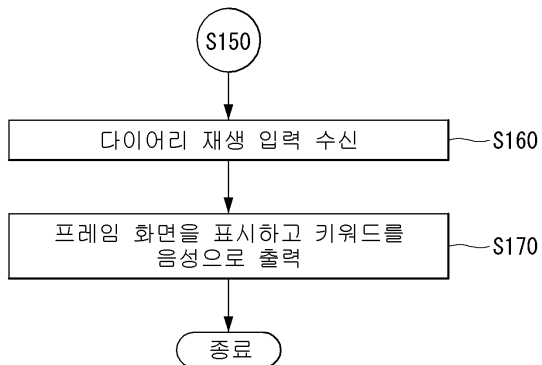 S150
다이어리 재생 입력 수신
S160
프레임 화면을 표시하고 키워드를
음성으로 출력
S170
종료